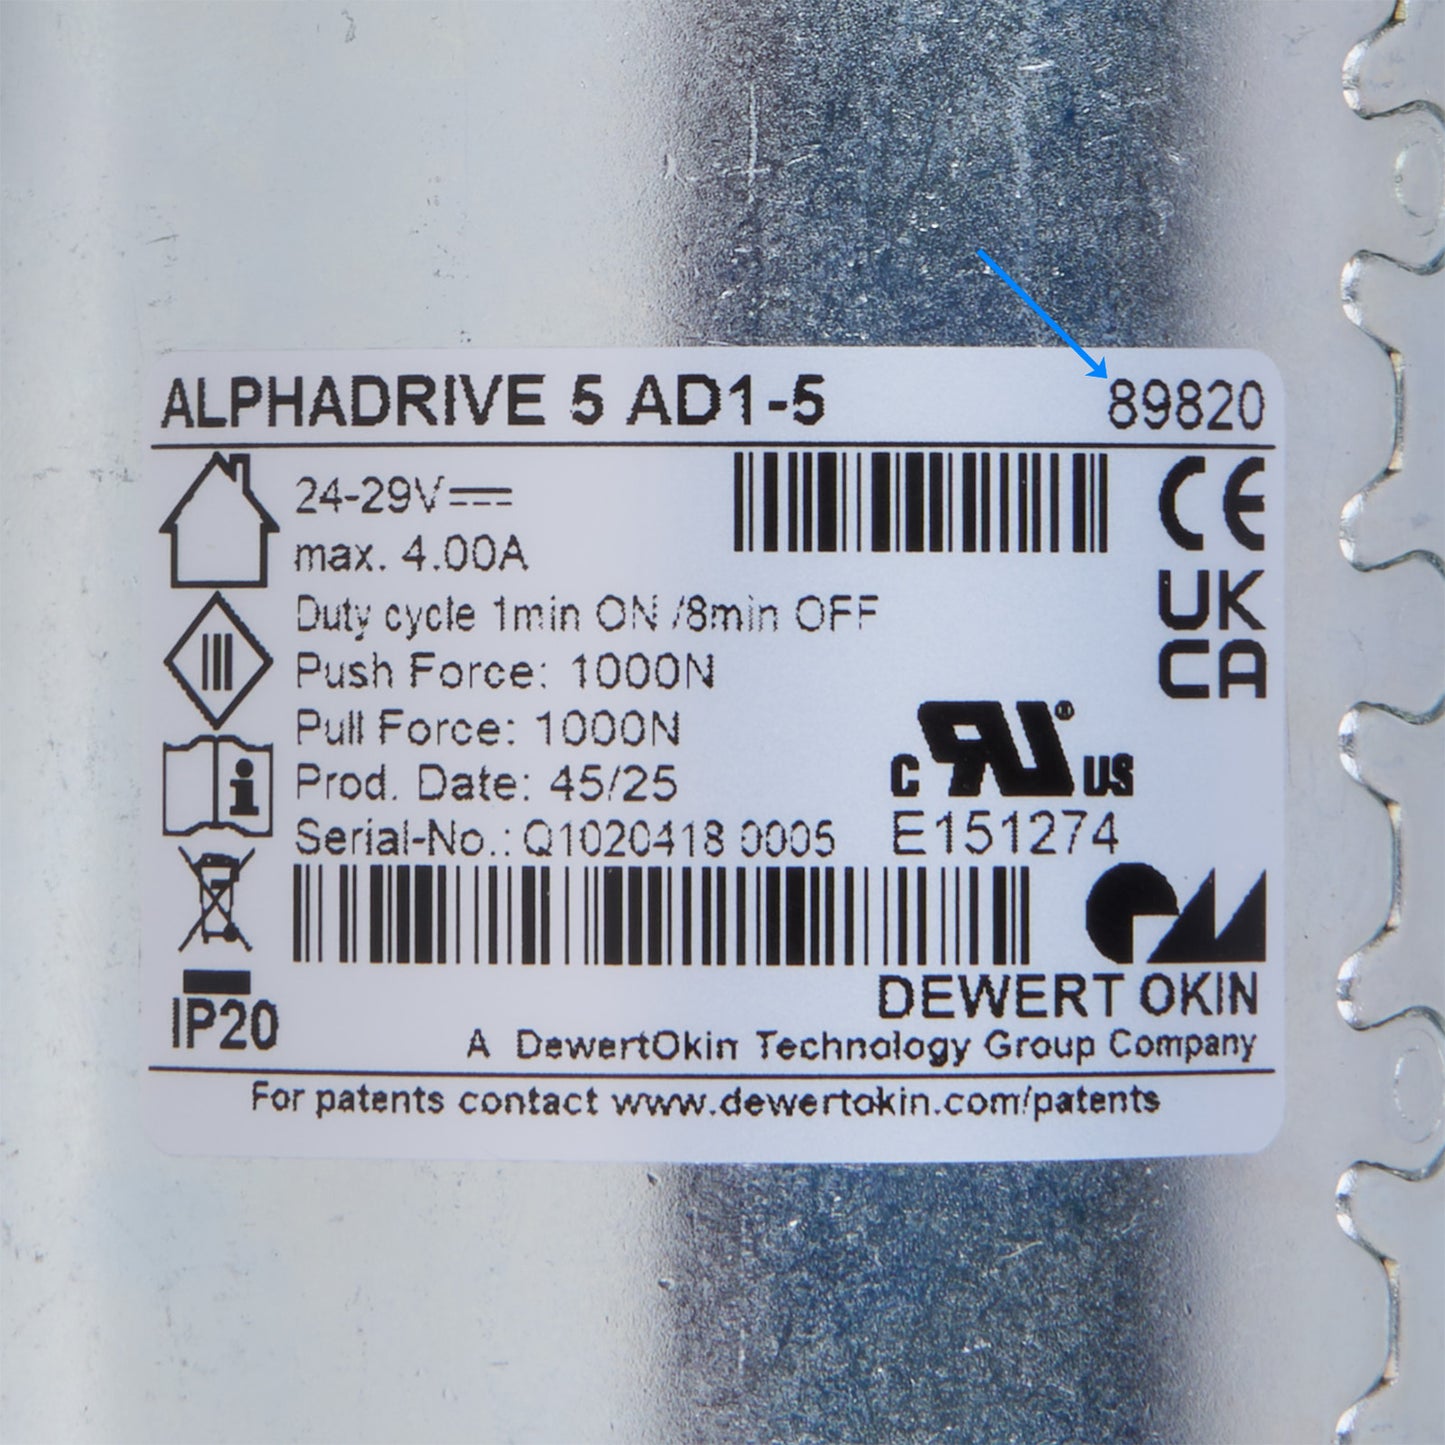 ALPHADRIVE 5 AD1-5 89820
24-29V
max. 4.00A
Duty cycle 1min ON /8min OFF
Push Force: 1000N
Pull Force: 1000N
Prod. Date: 45/25
Serial-No.: Q1020418 0005
CE
UK
CA
c RU® US
E151274
IP20
DEWERT OKIN
A DewertOkin Technology Group Company
For patents contact www.dewertokin.com/patents